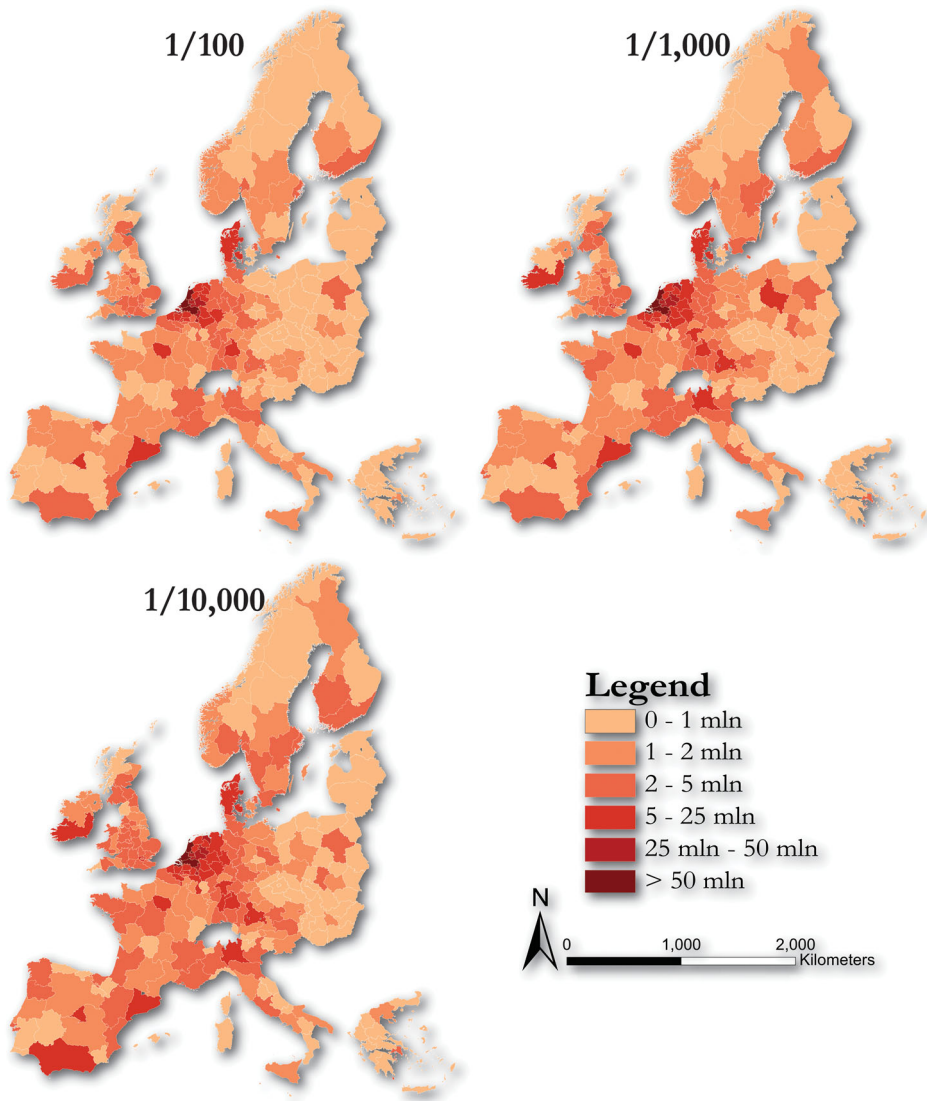 1/100
1/1,000
1/10,000
Legend
0 - 1 mln
1 - 2 mln
2 - 5 mln
5 - 25 mln
25 mln - 50 mln
> 50 mln
N
0 1,000 2,000
Kilometers